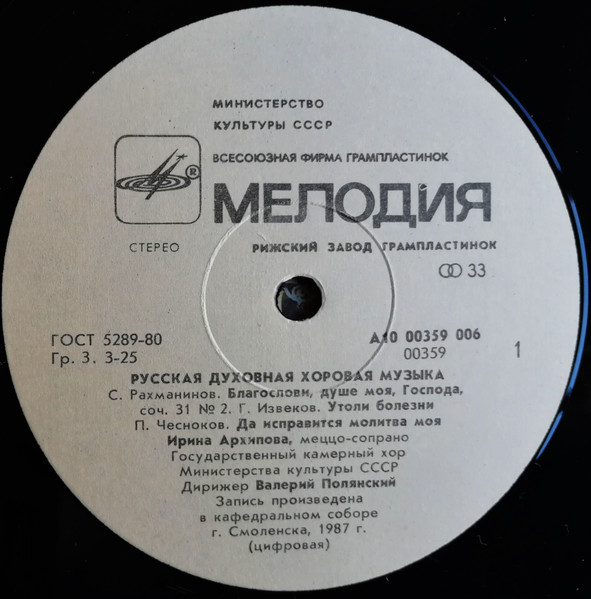 МИНИСТЕРСТВО
КУЛЬТУРЫ СССР
ВСЕСОЮЗНАЯ ФИРМА ГРАМПЛАСТИНОК
®
МЕЛОДИЯ
СТЕРЕО
РИЖСКИЙ ЗАВОД ГРАМПЛАСТИНОК
33
ГОСТ 5289-80
А10 00359 006
Гр. 3. 3-25
00359
1
РУССКАЯ ДУХОВНАЯ ХОРОВАЯ МУЗЫКА
С. Рахманинов. Благослови, душе моя, Господа,
соч. 31 № 2. Г. Извеков. Утоли болезни
П. Чесноков. Да исправится молитва моя
Ирина Архипова, меццо-сопрано
Государственный камерный хор
Министерства культуры СССР
Дирижер Валерий Полянский
Запись произведена
в кафедральном соборе
г. Смоленска, 1987 г.
(цифровая)